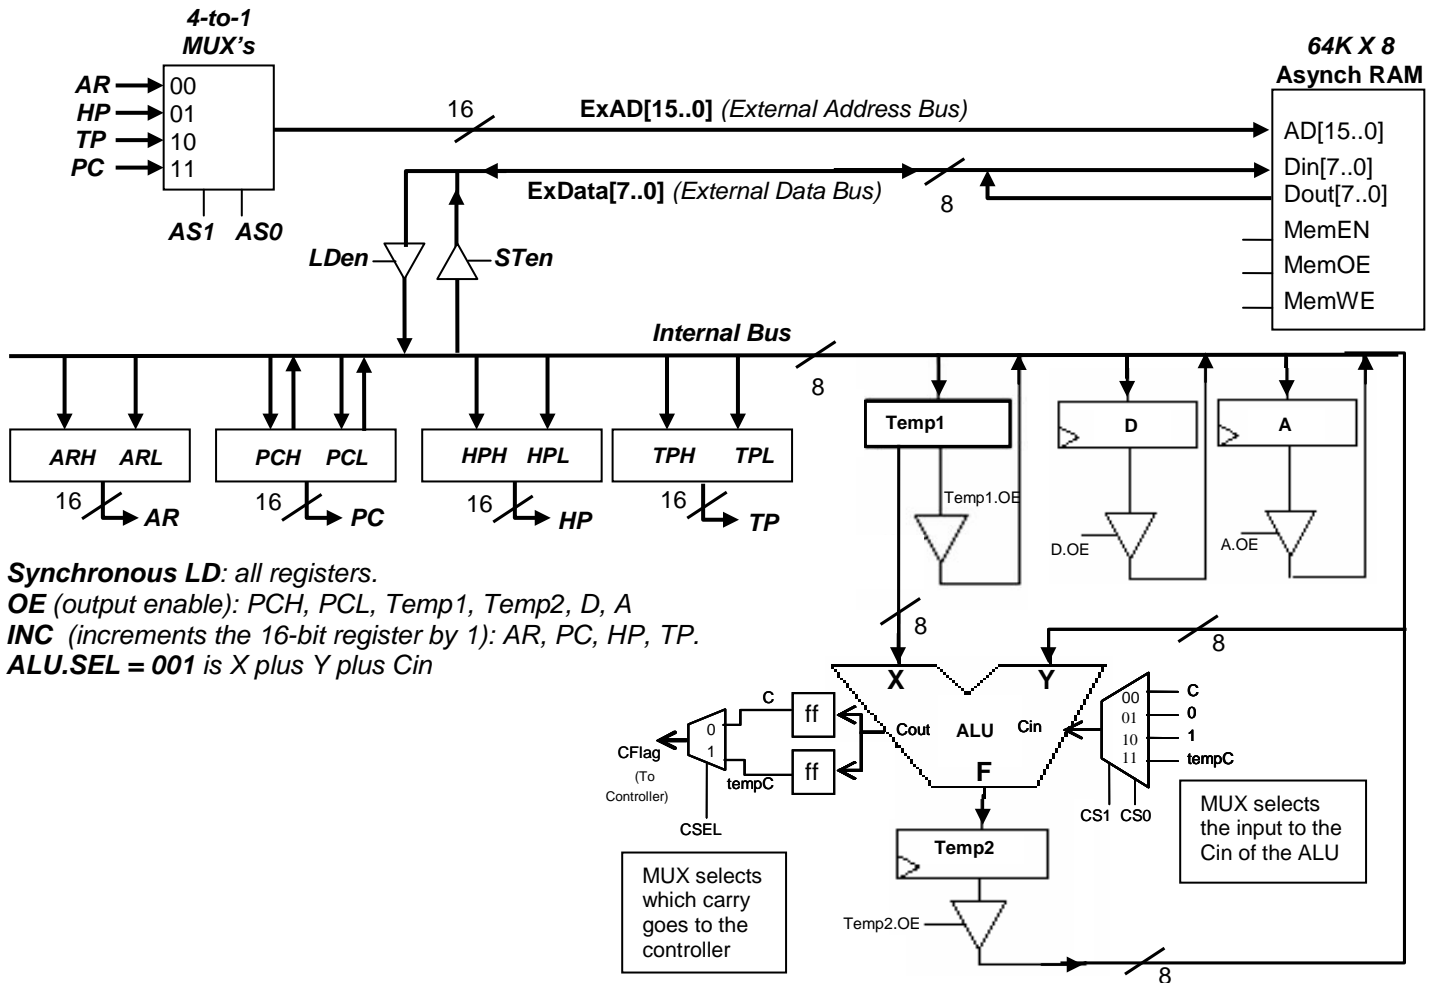 4-to-1
MUX's
AR
HP
TP
PC
00
01
10
11
AS1 AS0
16
ExAD[15..0] (External Address Bus)
ExData[7..0] (External Data Bus)
8
64K X 8
Asynch RAM
AD[15..0]
Din[7..0]
Dout[7..0]
MemEN
MemOE
MemWE
LDen
STen
Internal Bus
8
ARH ARL
PCH PCL
HPH HPL
TPH TPL
16
AR
16
PC
16
HP
16
TP
Temp1
D
A
Temp1.OE
D.OE
A.OE
Synchronous LD: all registers.
OE (output enable): PCH, PCL, Temp1, Temp2, D, A
INC (increments the 16-bit register by 1): AR, PC, HP, TP.
ALU.SEL = 001 is X plus Y plus Cin
8
8
X
Y
Cout
ALU
Cin
F
C
ff
ff
tempC
0
1
CFlag
(To
Controller)
CSEL
00
01
10
11
C
0
1
tempC
CS1 CS0
MUX selects
the input to the
Cin of the ALU
MUX selects
which carry
goes to the
controller
Temp2
Temp2.OE
8